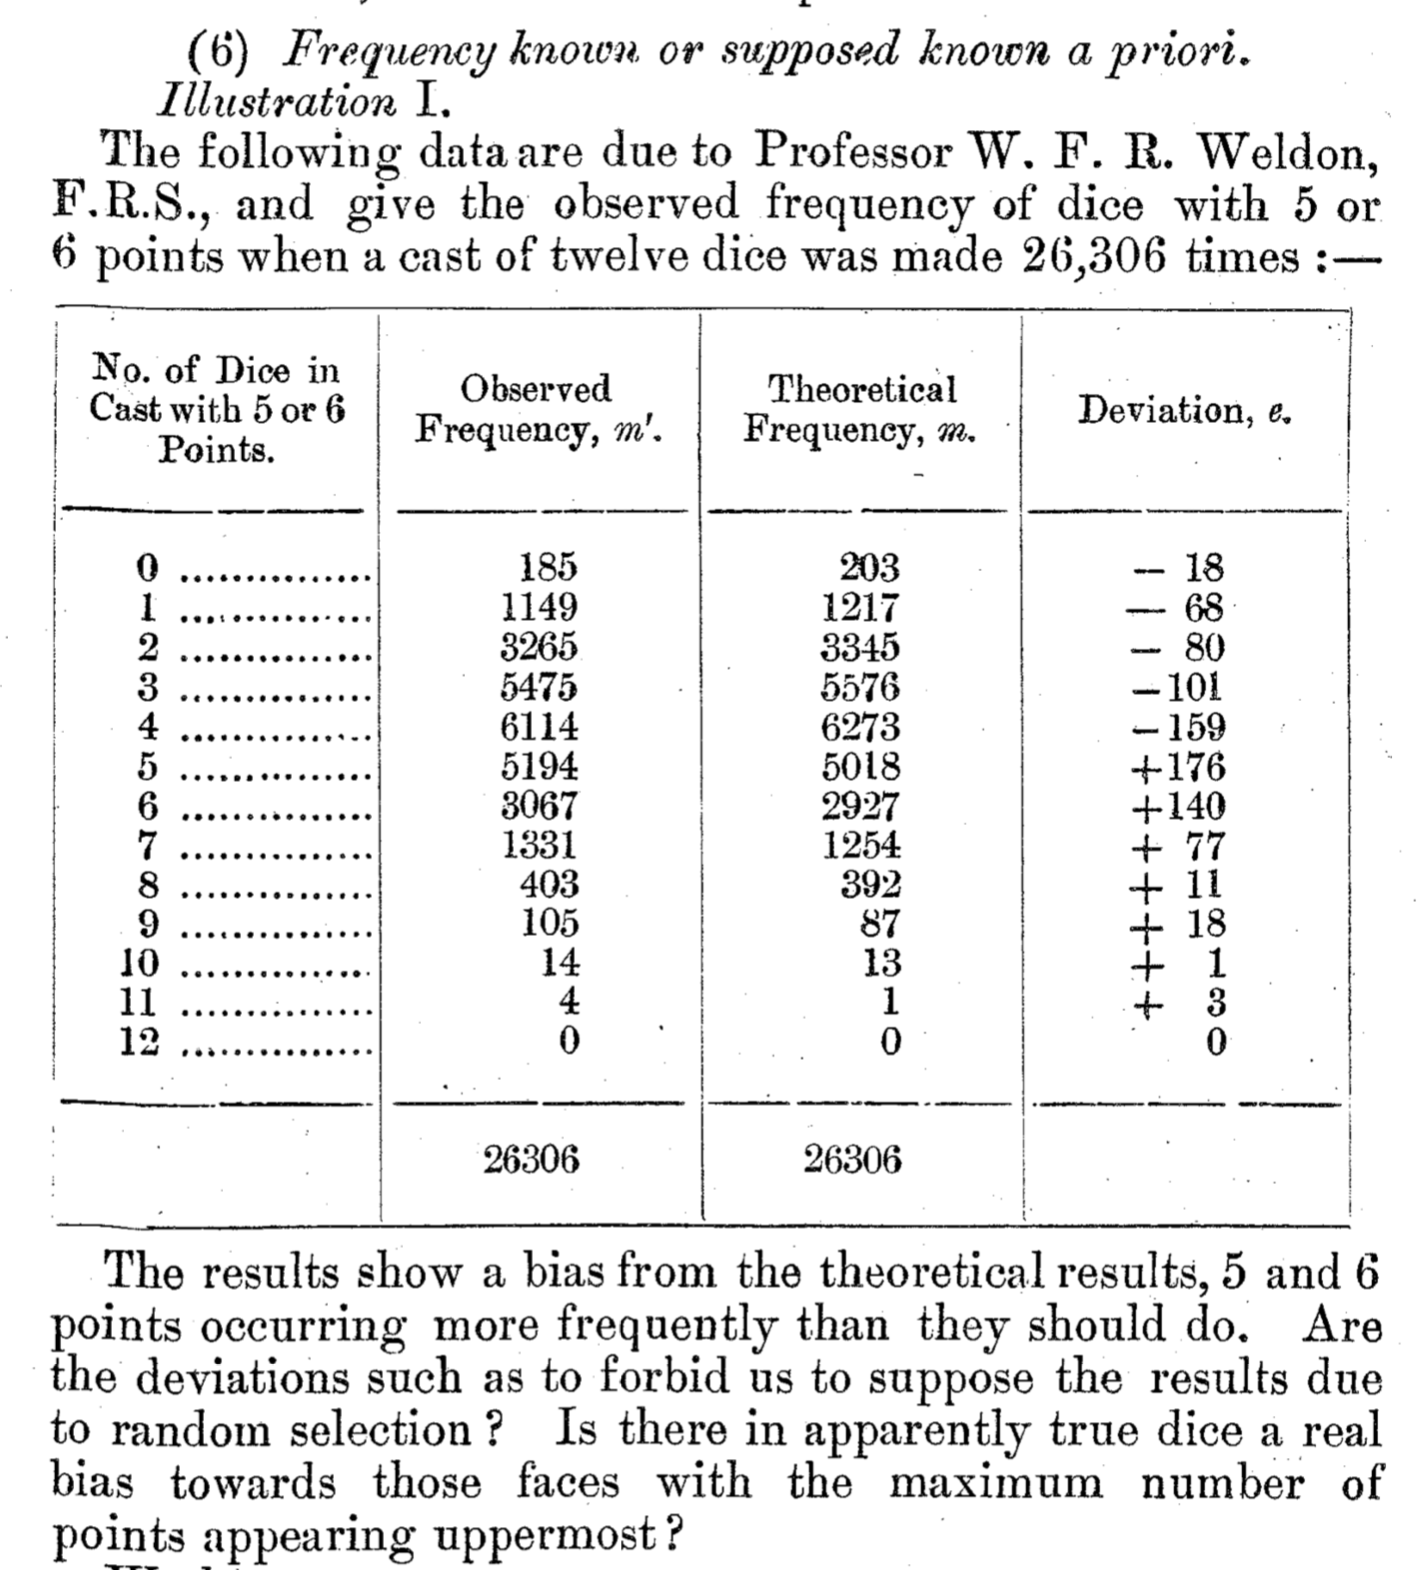 (6) Frequency known or supposed known a priori.
Illustration I.
The following data are due to Professor W. F. R. Weldon,
F.R.S., and give the observed frequency of dice with 5 or
6 points when a cast of twelve dice was made 26,306 times :—
No. of Dice in
Cast with 5 or 6
Points.
Observed
Frequency, m'.
Theoretical
Frequency, m.
Deviation, e.
0 ............... 185 203 − 18
1 ............... 1149 1217 − 68
2 ............... 3265 3345 − 80
3 ............... 5475 5576 −101
4 ............... 6114 6273 −159
5 ............... 5194 5018 +176
6 ............... 3067 2927 +140
7 ............... 1331 1254 + 77
8 ............... 403 392 + 11
9 ............... 105 87 + 18
10 ............... 14 13 + 1
11 ............... 4 1 + 3
12 ............... 0 0 0
26306 26306
The results show a bias from the theoretical results, 5 and 6
points occurring more frequently than they should do. Are
the deviations such as to forbid us to suppose the results due
to random selection? Is there in apparently true dice a real
bias towards those faces with the maximum number of
points appearing uppermost?